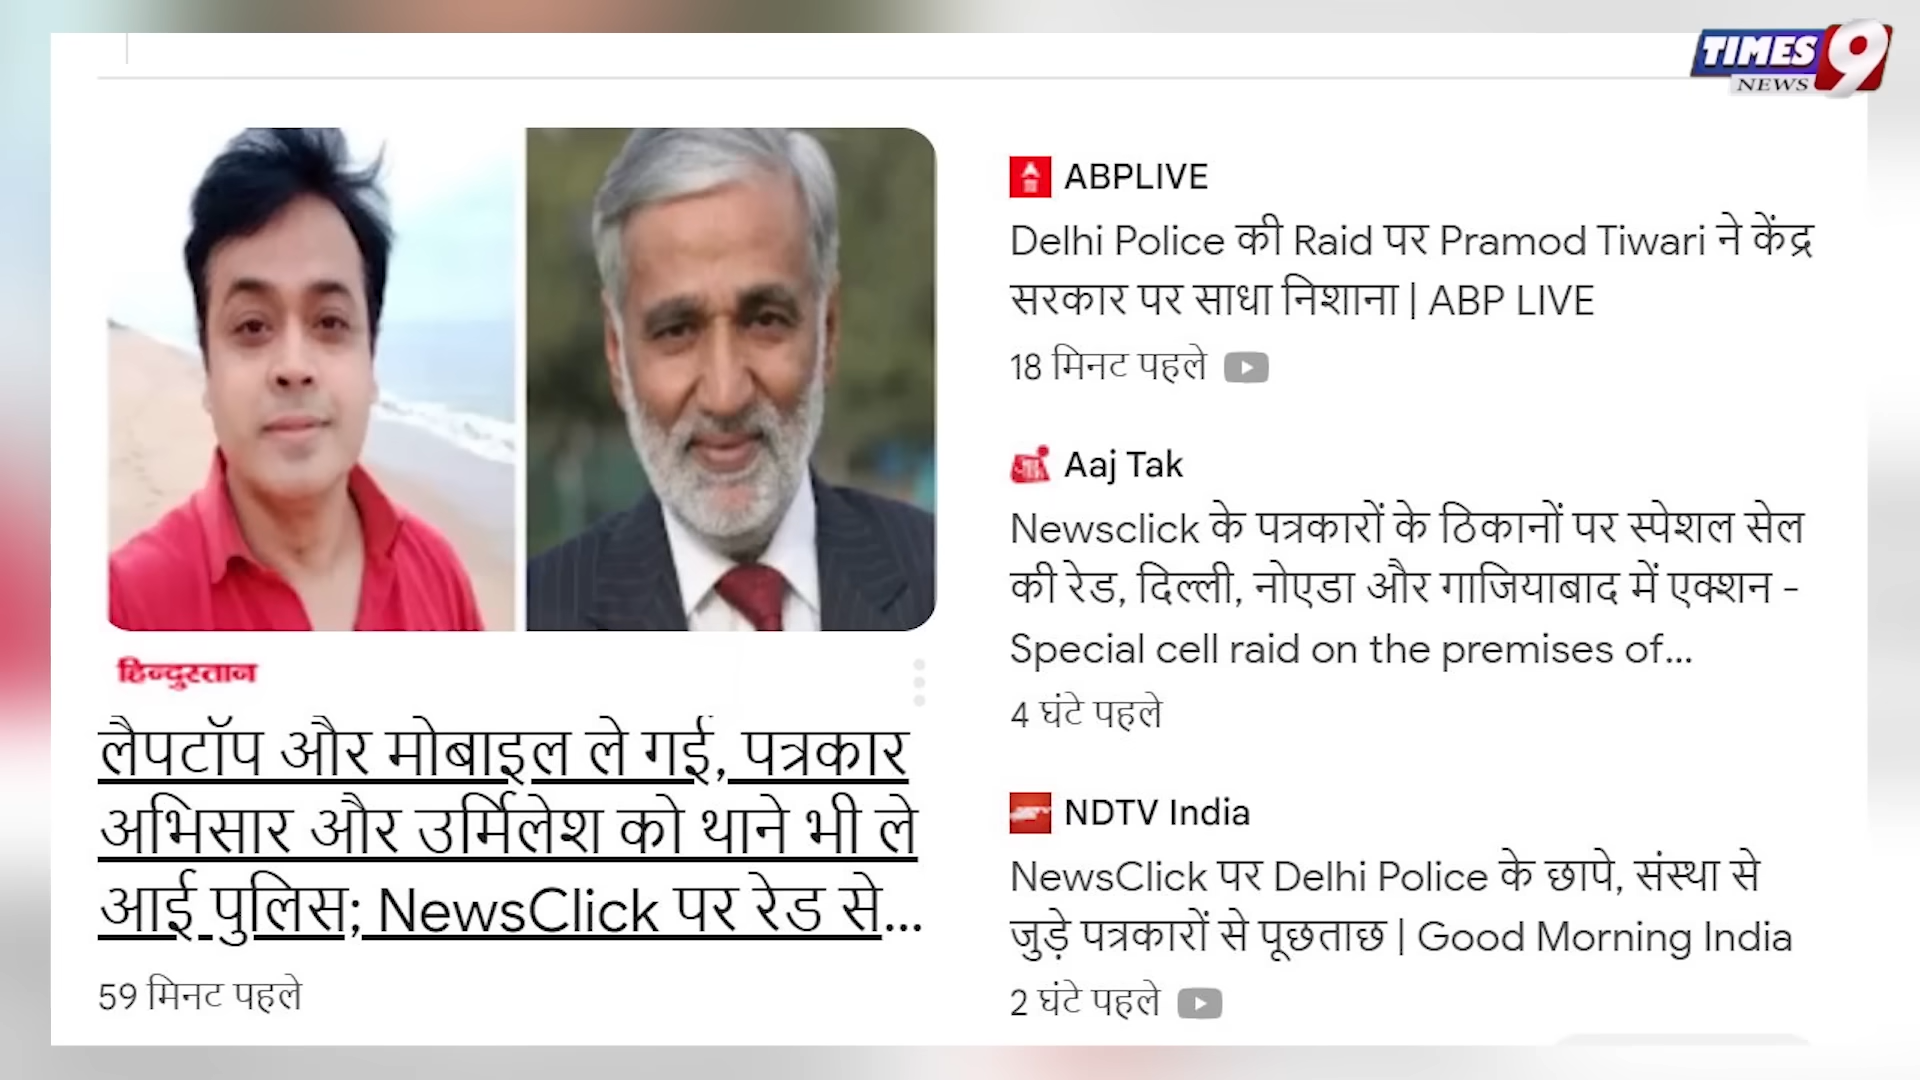 TIMES 9
NEWS
ABPLIVE
Delhi Police की Raid पर Pramod Tiwari ने केंद्र
सरकार पर साधा निशाना | ABP LIVE
18 मिनट पहले
Aaj Tak
Newsclick के पत्रकारों के ठिकानों पर स्पेशल सेल
की रेड, दिल्ली, नोएडा और गाजियाबाद में एक्शन -
Special cell raid on the premises of...
4 घंटे पहले
NDTV India
NewsClick पर Delhi Police के छापे, संस्था से
जुड़े पत्रकारों से पूछताछ | Good Morning India
2 घंटे पहले
हिन्दुस्तान
लैपटॉप और मोबाइल ले गई, पत्रकार
अभिसार और उर्मिलेश को थाने भी ले
आई पुलिस; NewsClick पर रेड से...
59 मिनट पहले